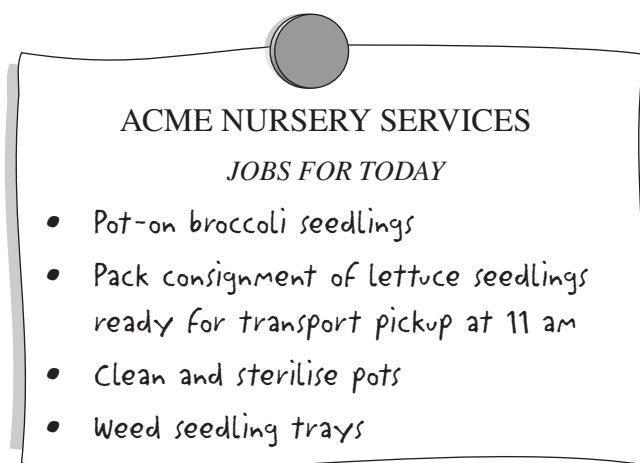 ACME NURSERY SERVICES
JOBS FOR TODAY
• Pot-on broccoli seedlings
• Pack consignment of lettuce seedlings
ready for transport pickup at 11 am
• Clean and sterilise pots
• Weed seedling trays